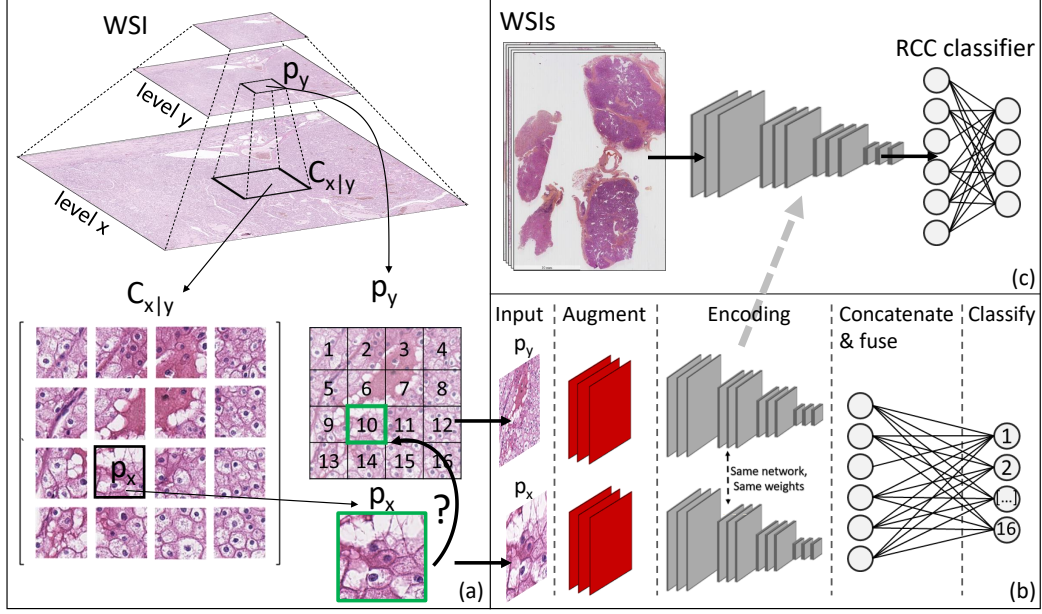 WSI
p_y
level y
C_x|y
level x
C_x|y
p_y
1 2 3 4
5 6 7 8
9 10 11 12
13 14 15 16
p_x
p_x
?
(a)
WSIs
RCC classifier
(c)
Input
Augment
Encoding
Concatenate
& fuse
Classify
p_y
p_x
Same network,
Same weights
1
2
[...]
16
(b)